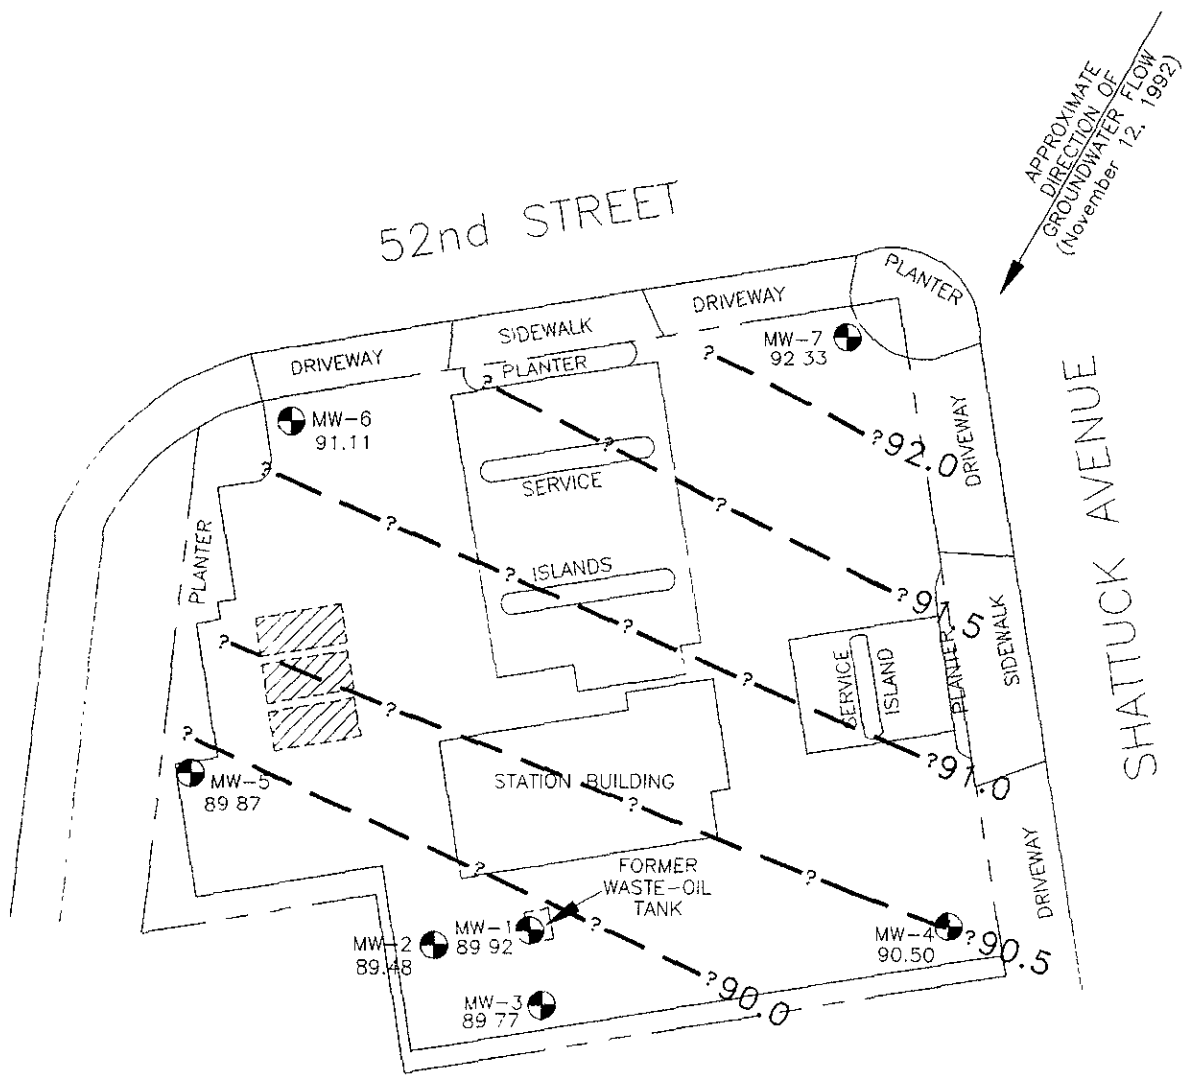 APPROXIMATE
DIRECTION OF
GROUNDWATER FLOW
(November 12, 1992)
52nd STREET
PLANTER
DRIVEWAY
SIDEWALK
DRIVEWAY
PLANTER
MW-7
92 33
MW-6
91.11
? ?
? ? ? ? 91.5
? 92.0
DRIVEWAY
SHATTUCK AVENUE
SERVICE
ISLANDS
? ? ? ? ? 91.0
PLANTER
SERVICE
ISLAND
PLANTER
SIDEWALK
? ? ? ? ? 90.5
STATION BUILDING
MW-5
89 87
? ? ? ? 90.0
FORMER
WASTE-OIL
TANK
DRIVEWAY
MW-1
89 92
MW-2
89.48
MW-4
90.50
MW-3
89 77